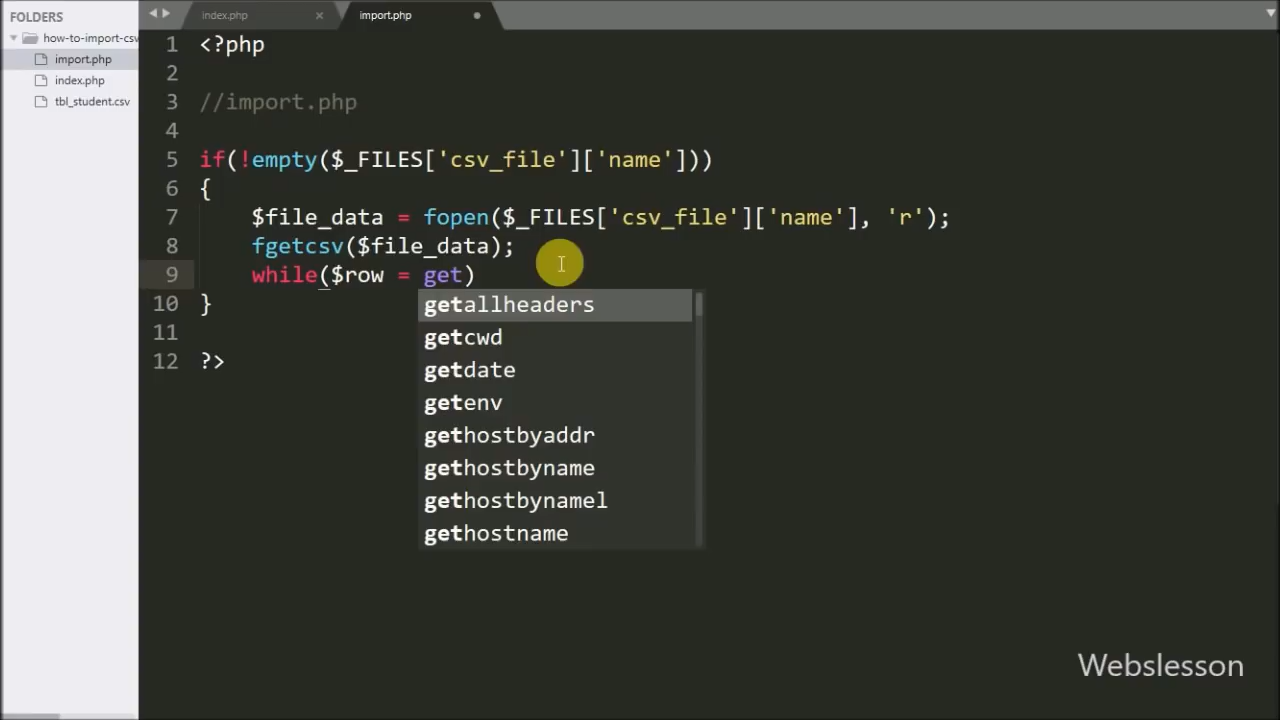 FOLDERS
how-to-import-csv
import.php
index.php
tbl_student.csv
index.php
import.php
1 <?php
2
3 //import.php
4
5 if(!empty($_FILES['csv_file']['name']))
6 {
7 $file_data = fopen($_FILES['csv_file']['name'], 'r');
8 fgetcsv($file_data);
9 while($row = get)
10 }
11
12 ?>
getallheaders
getcwd
getdate
getenv
gethostbyaddr
gethostbyname
gethostbynamel
gethostname
Webslesson